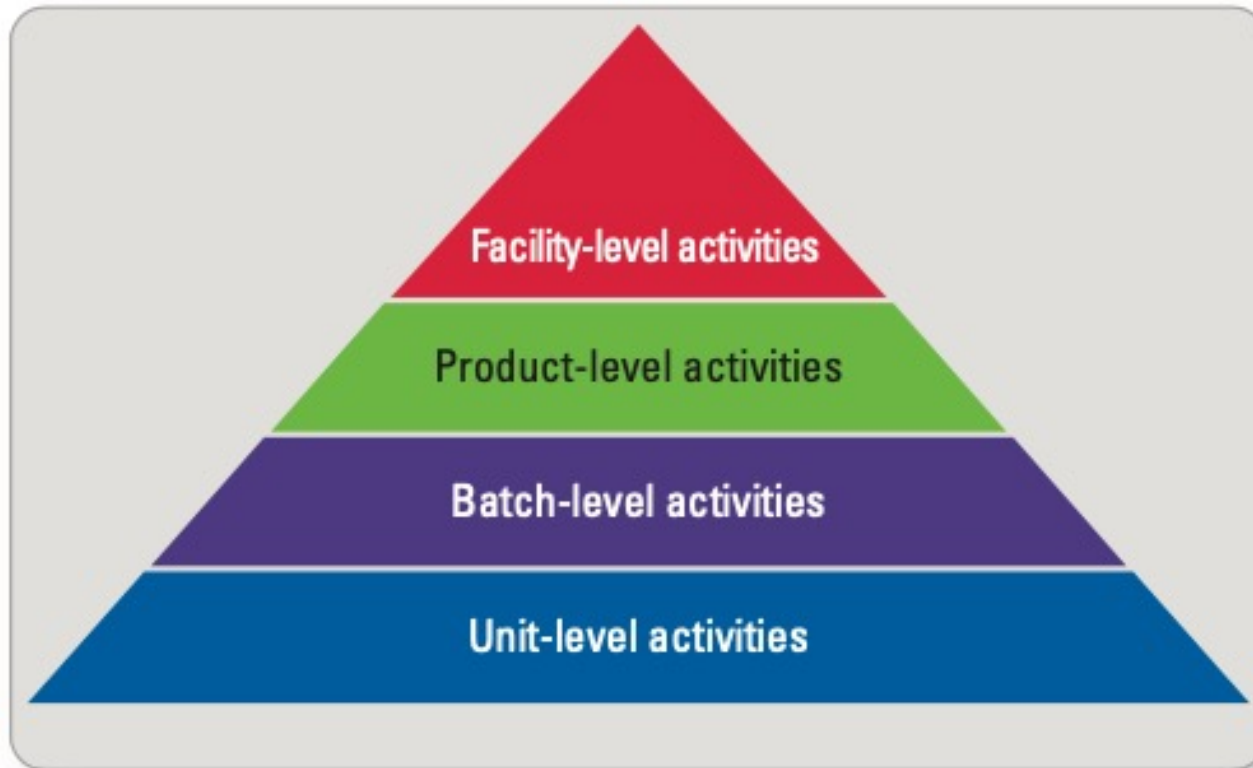 Facility-level activities
Product-level activities
Batch-level activities
Unit-level activities